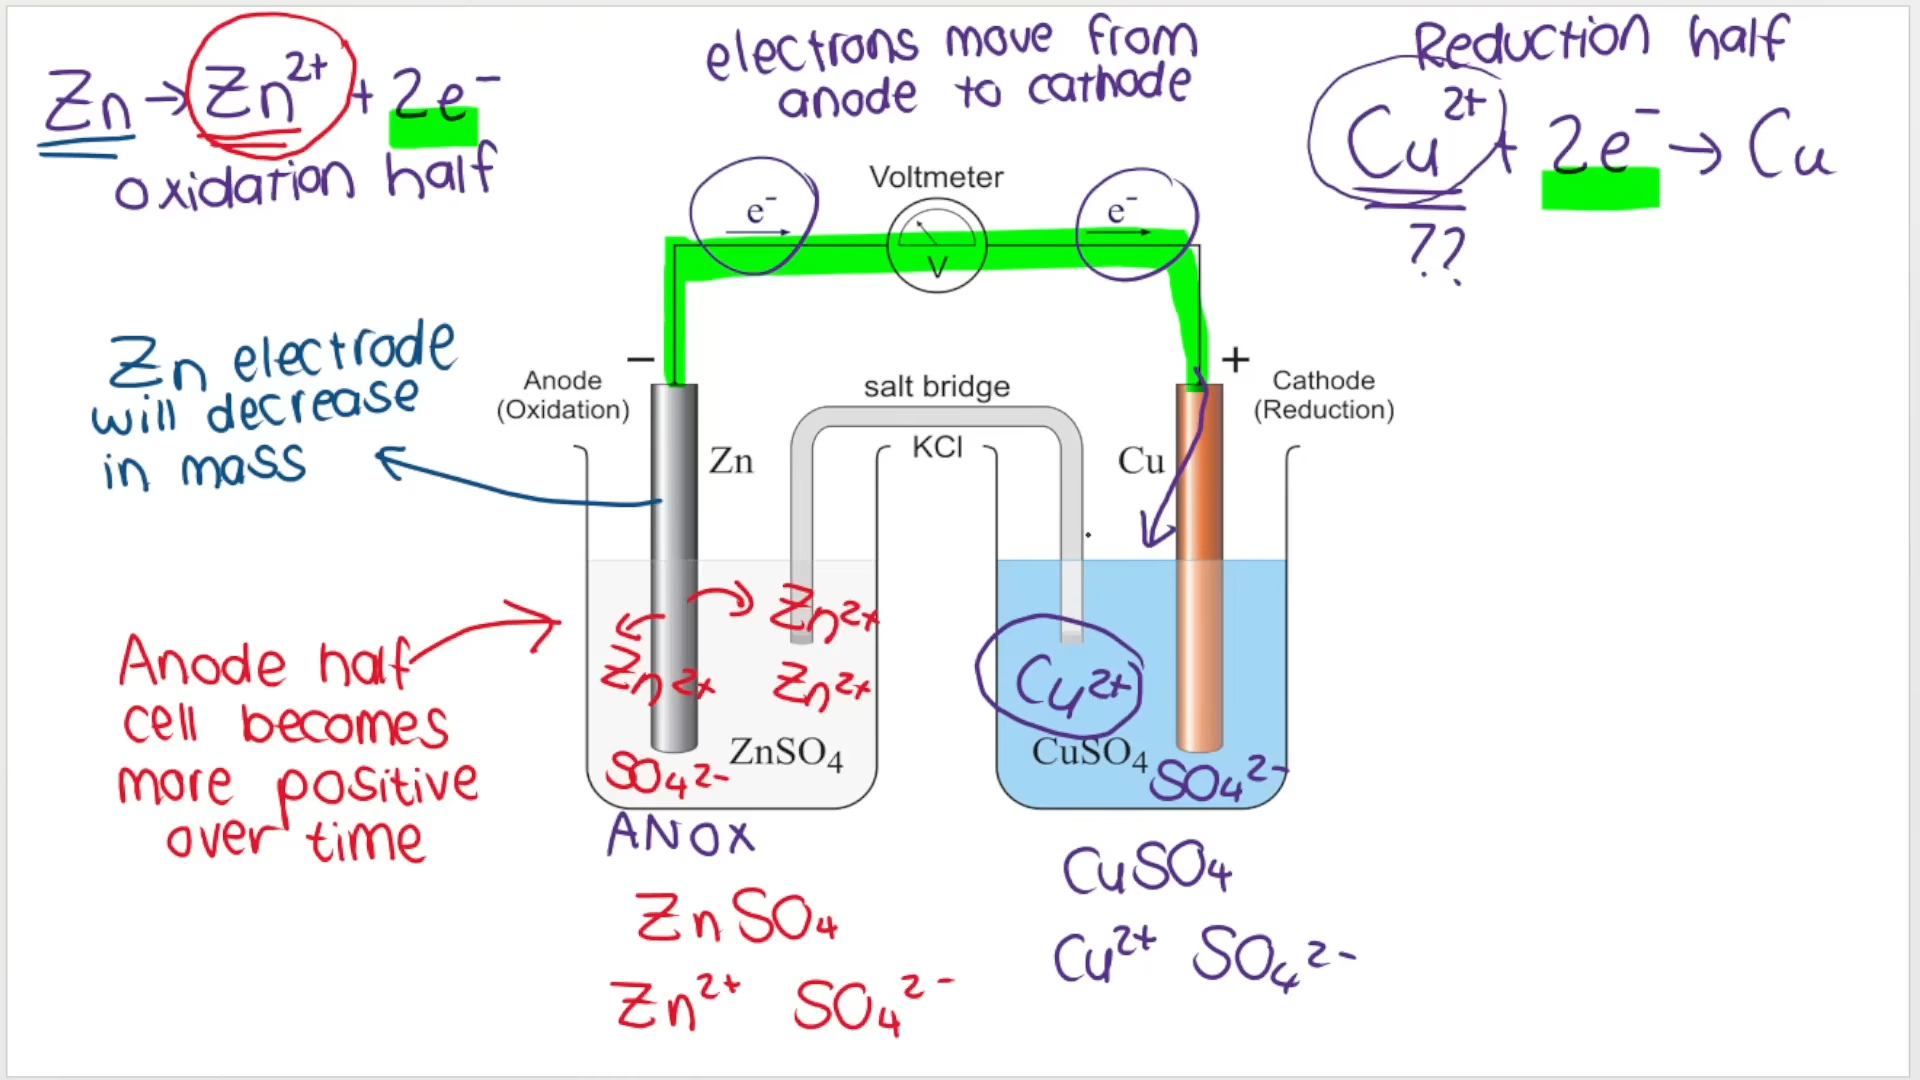 Zn → Zn²⁺ + 2e⁻
oxidation half
electrons move from
anode to cathode
Reduction half
Cu²⁺ + 2e⁻ → Cu
??
Voltmeter
e⁻
e⁻
V
Zn electrode
will decrease
in mass
−
Anode
(Oxidation)
Zn
salt bridge
KCl
Cu
+
Cathode
(Reduction)
Anode half
cell becomes
more positive
over time
Zn²⁺
Zn²⁺
Zn²⁺
SO₄²⁻
ZnSO₄
Cu²⁺
CuSO₄
SO₄²⁻
ANOX
ZnSO₄
Zn²⁺ SO₄²⁻
CuSO₄
Cu²⁺ SO₄²⁻